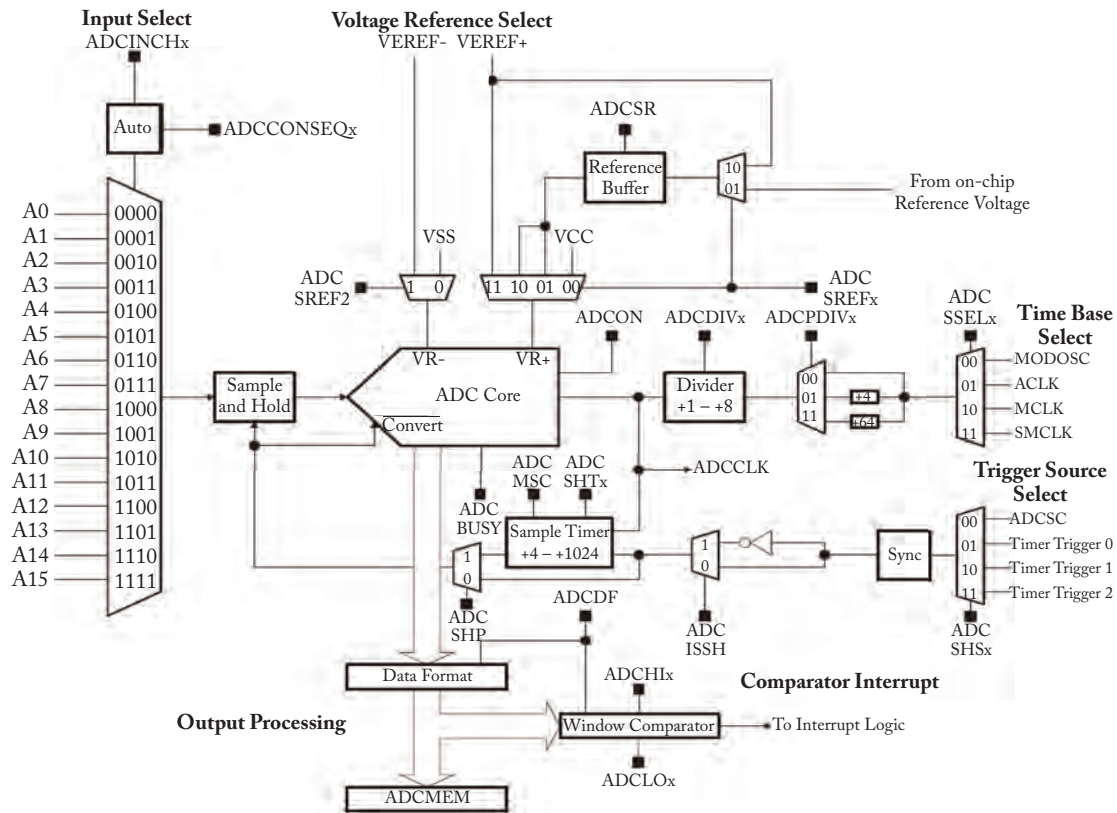 Input Select
ADCINCHx
Auto
ADCCONSEQx
A0
A1
A2
A3
A4
A5
A6
A7
A8
A9
A10
A11
A12
A13
A14
A15
0000
0001
0010
0011
0100
0101
0110
0111
1000
1001
1010
1011
1100
1101
1110
1111
Voltage Reference Select
VEREF- VEREF+
ADCSR
Reference
Buffer
10
01
From on-chip
Reference Voltage
VSS
VCC
ADC
SREF2
1 0
11 10 01 00
ADC
SREFx
VR-
VR+
ADC Core
Convert
Sample
and Hold
ADCON
ADCDIVx
Divider
+1 – +8
ADCPDIVx
00
01
11
+4
+64
ADC
SSELx
Time Base
Select
00
01
10
11
MODOSC
ACLK
MCLK
SMCLK
ADCCLK
ADC
BUSY
ADC
MSC
ADC
SHTx
Sample Timer
+4 – +1024
1
0
ADC
SHP
1
0
ADC
ISSH
Sync
Trigger Source
Select
00
01
10
11
ADCSC
Timer Trigger 0
Timer Trigger 1
Timer Trigger 2
ADC
SHSx
ADCDF
Data Format
Output Processing
ADCHIx
Comparator Interrupt
Window Comparator
To Interrupt Logic
ADCLOx
ADCMEM